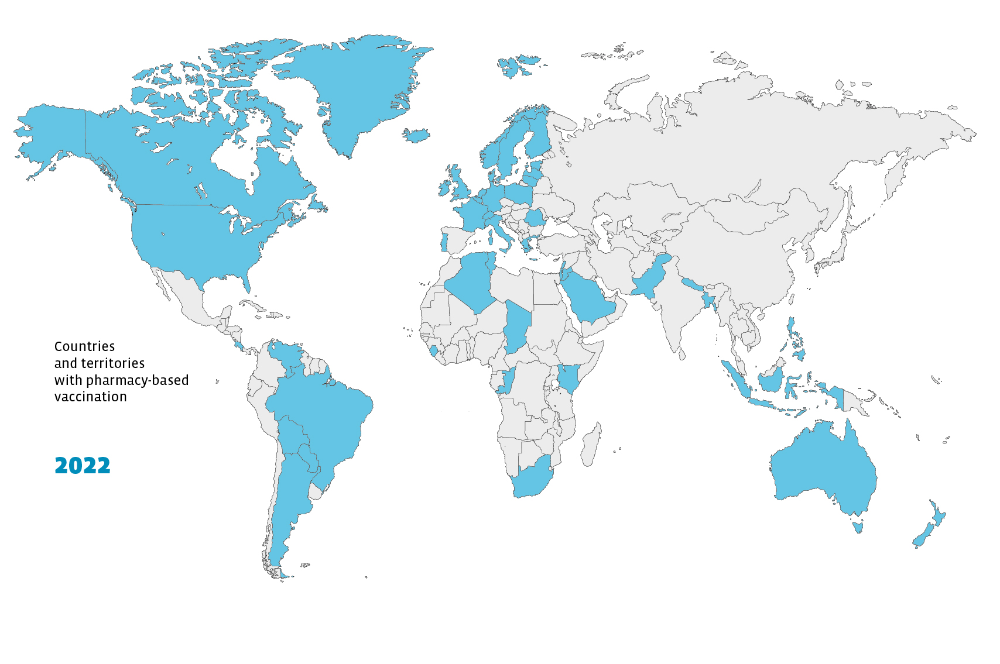 Countries
and territories
with pharmacy-based
vaccination
2022